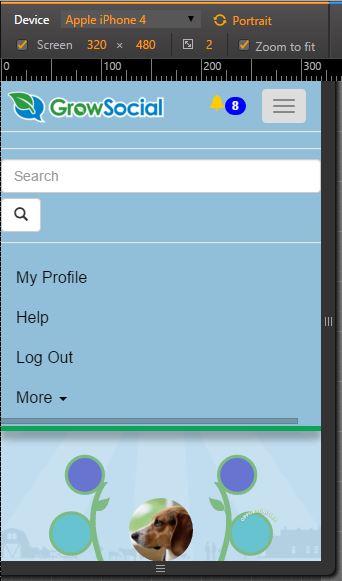 Device Apple iPhone 4 Portrait
Screen 320 × 480 2 Zoom to fit
0 100 200 300
GrowSocial 8
Search
My Profile
Help
Log Out
More